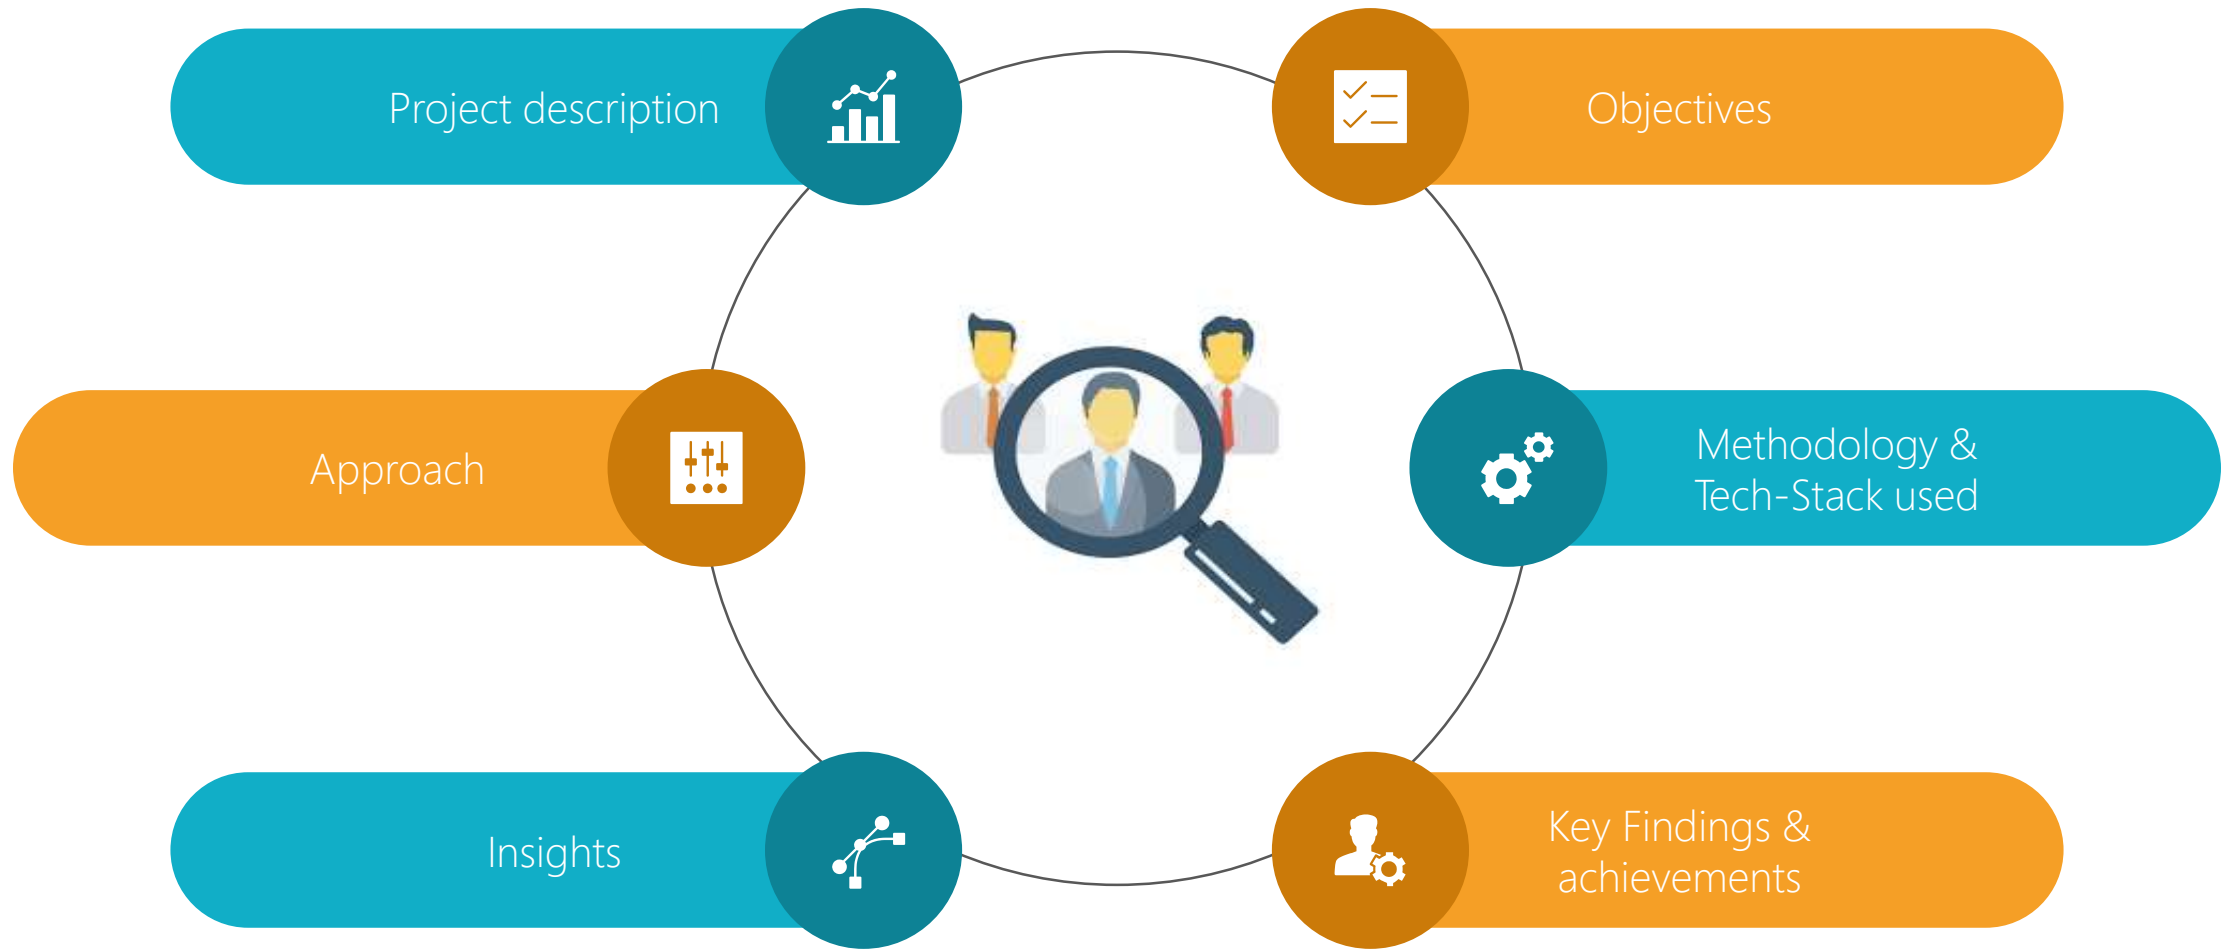 Project description
Objectives
Approach
Methodology &
Tech-Stack used
Insights
Key Findings &
achievements